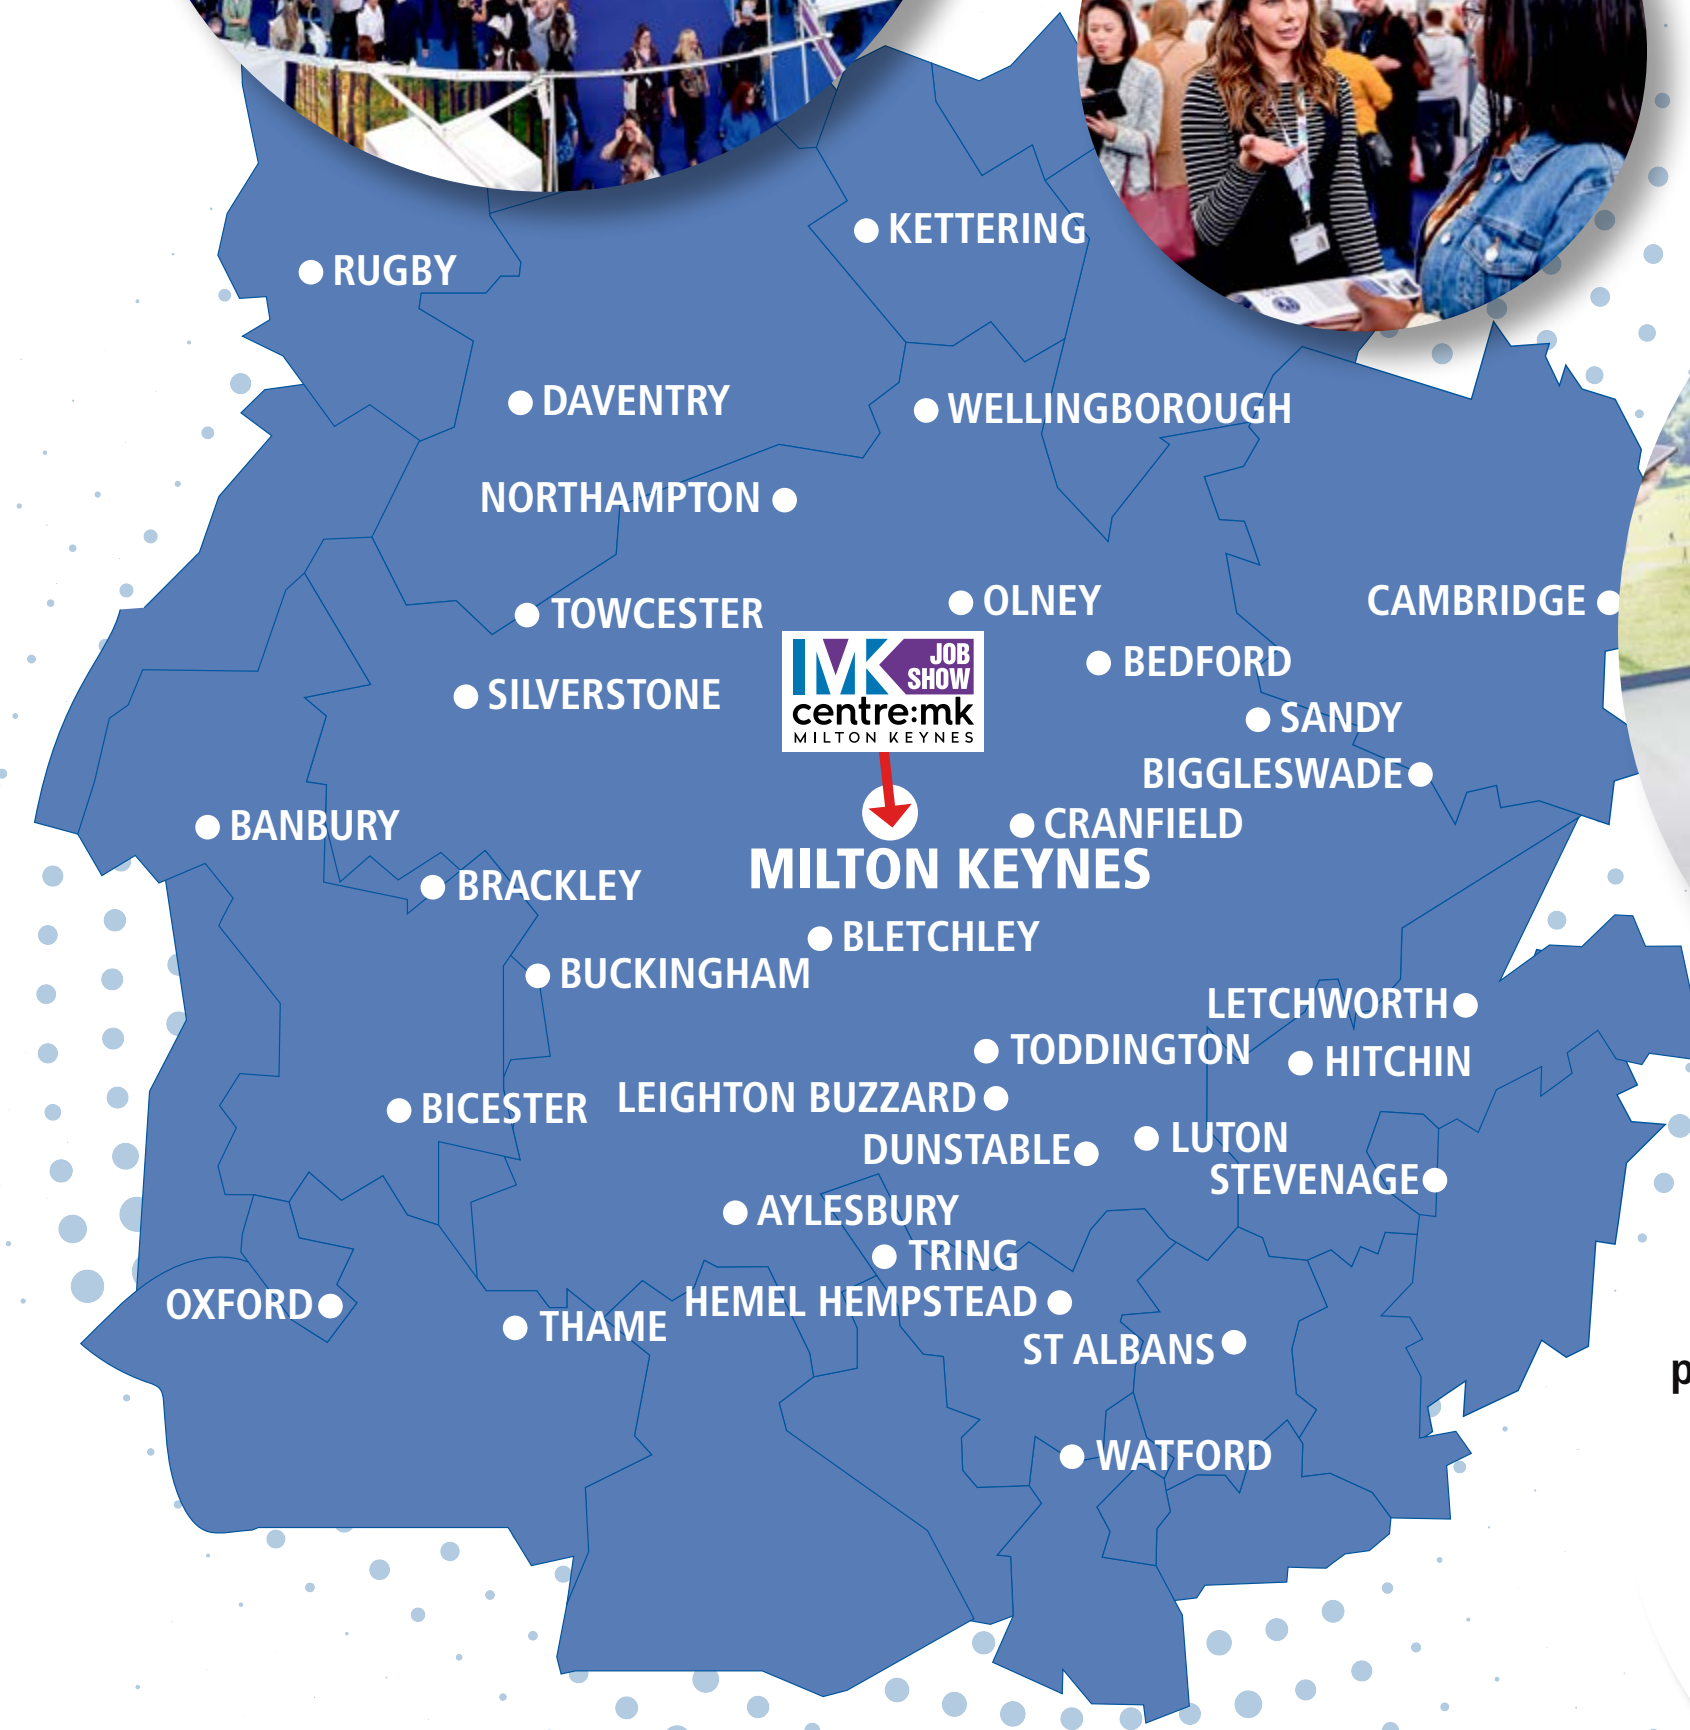 KETTERING
RUGBY
DAVENTRY
WELLINGBOROUGH
NORTHAMPTON
OLNEY
CAMBRIDGE
TOWCESTER
MK JOB
SHOW
centre:mk
MILTON KEYNES
BEDFORD
SILVERSTONE
SANDY
BIGGLESWADE
BANBURY
CRANFIELD
MILTON KEYNES
BRACKLEY
BLETCHLEY
BUCKINGHAM
LETCHWORTH
TODDINGTON
HITCHIN
LEIGHTON BUZZARD
BICESTER
DUNSTABLE
LUTON
STEVENAGE
AYLESBURY
TRING
HEMEL HEMPSTEAD
OXFORD
THAME
ST ALBANS
p
WATFORD